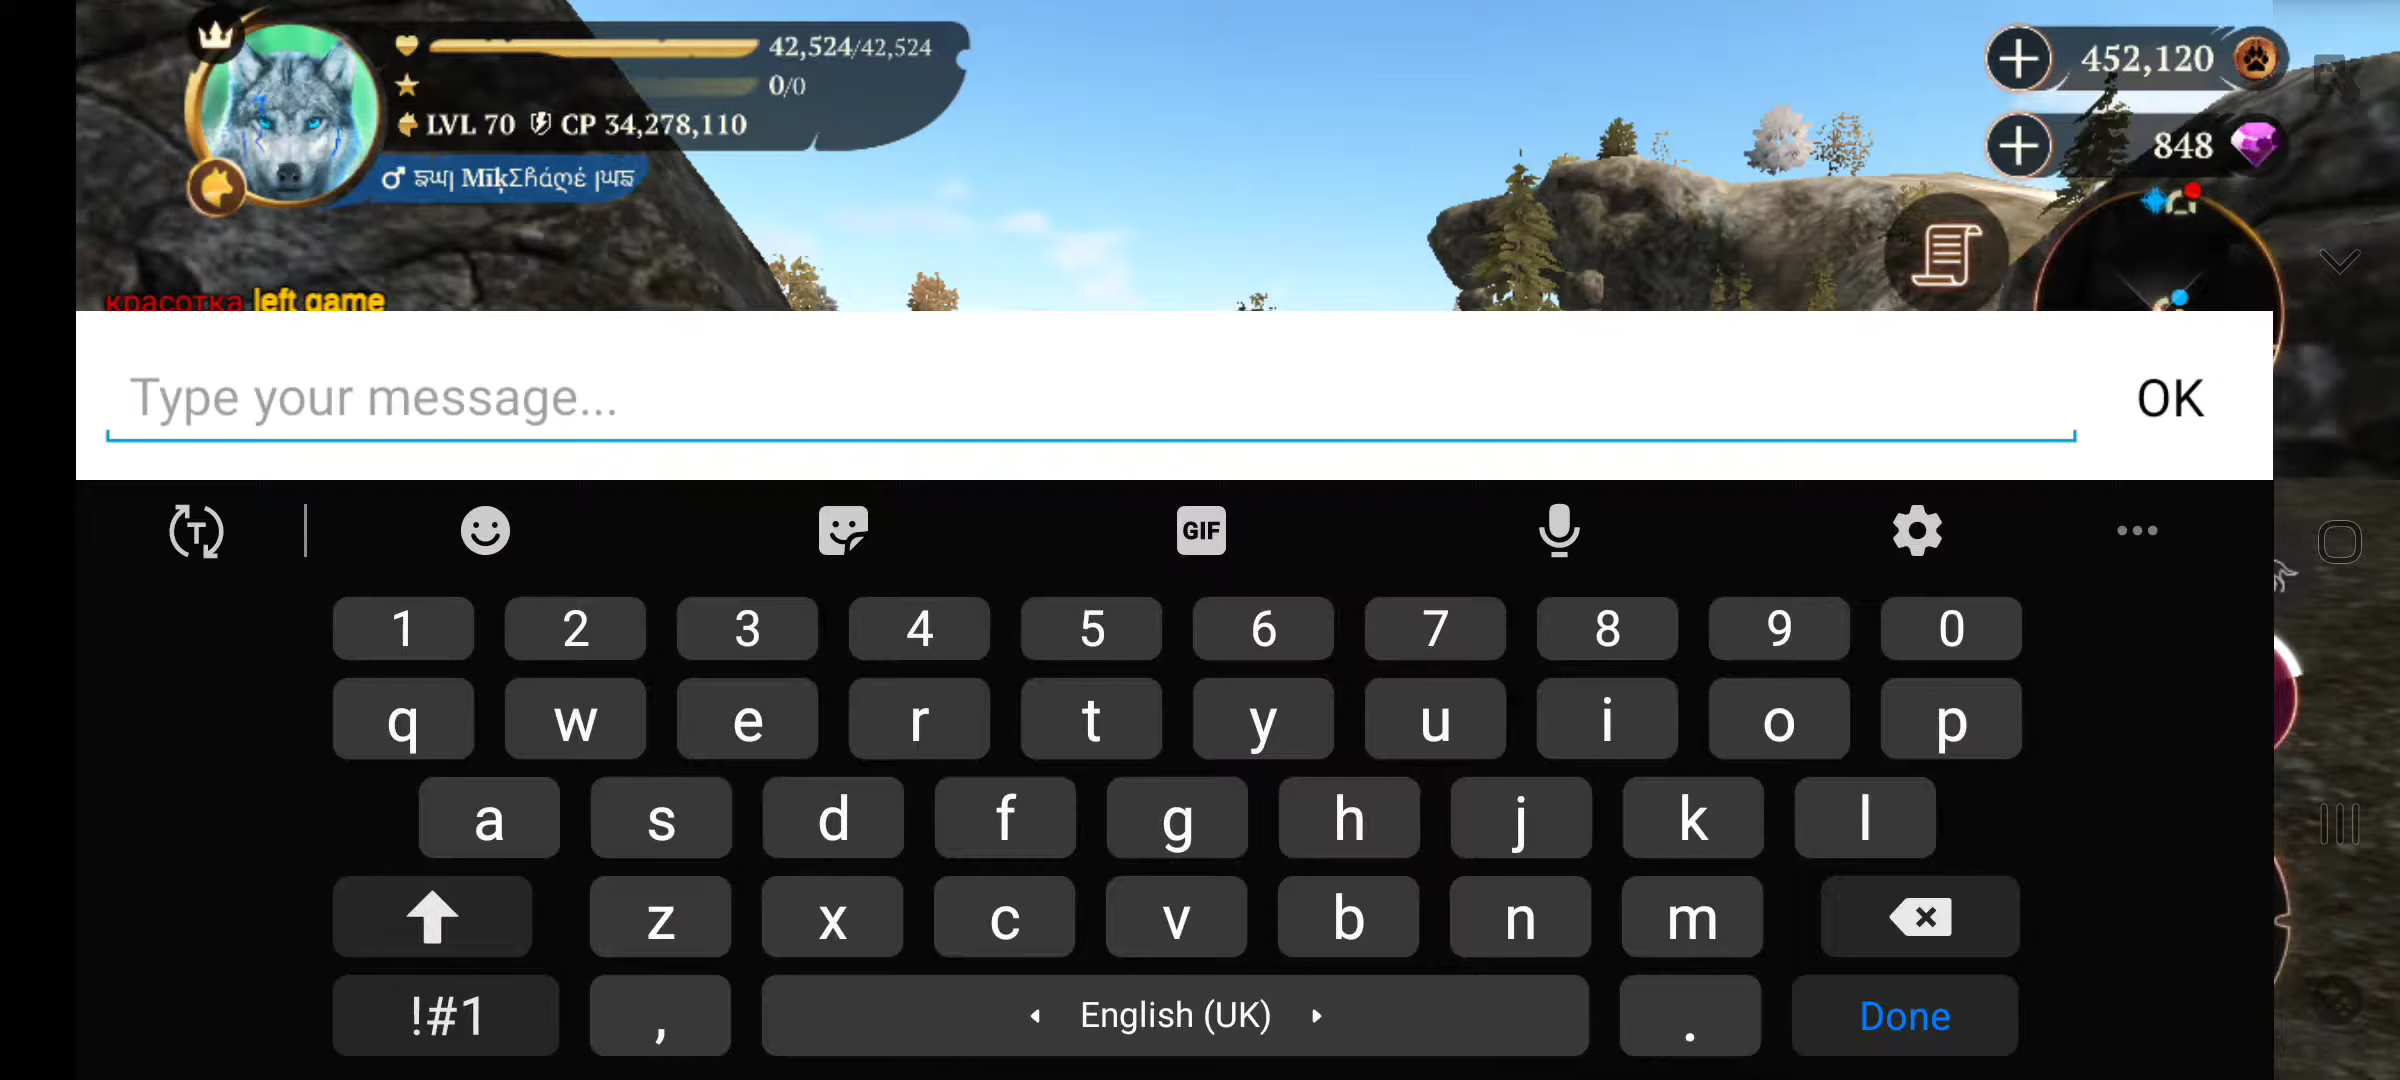 42,524/42,524
0/0
LVL 70 CP 34,278,110
452,120
848
красотка left game
Type your message...
OK
T
GIF
1 2 3 4 5 6 7 8 9 0
q w e r t y u i o p
a s d f g h j k l
z x c v b n m
!#1 , English (UK) . Done